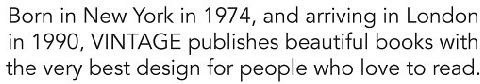 Born in New York in 1974, and arriving in London
in 1990, VINTAGE publishes beautiful books with
the very best design for people who love to read.